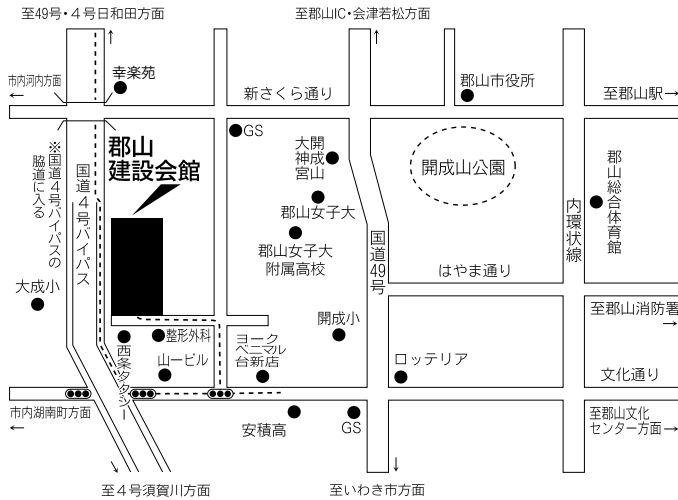 至49号・4号日和田方面
至郡山IC・会津若松方面
市内河内方面
幸楽苑
新さくら通り
郡山市役所
至郡山駅
GS
郡山
建設会館
大開
神成
宮山
開成山公園
※国道4号バイパスの
脇道に入る
国道4号バイパス
郡山総合体育館
内環状線
郡山女子大
国道49号
郡山女子大
附属高校
はやま通り
大成小
至郡山消防署
開成小
整形外科
ヨーク
ベニマル
台新店
西条タクシー
山一ビル
ロッテリア
文化通り
市内湖南町方面
安積高
GS
至郡山文化
センター方面
至4号須賀川方面
至いわき市方面